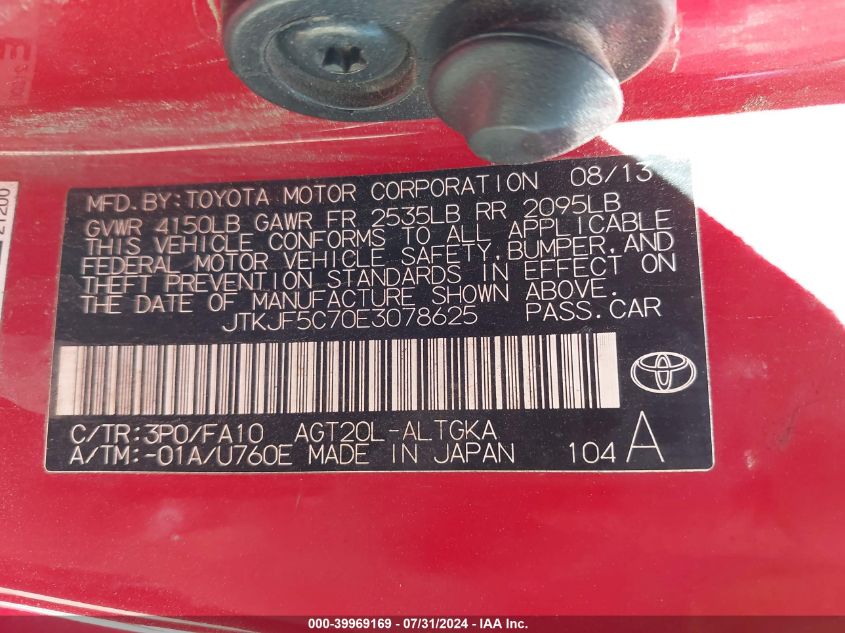 MFD. BY: TOYOTA MOTOR CORPORATION 08/13
GVWR 4150LB GAWR FR 2535LB RR 2095LB
THIS VEHICLE CONFORMS TO ALL APPLICABLE
FEDERAL MOTOR VEHICLE SAFETY, BUMPER, AND
THEFT PREVENTION STANDARDS IN EFFECT ON
THE DATE OF MANUFACTURE SHOWN ABOVE.
JTKJF5C70E3078625 PASS. CAR
C/TR: 3P0/FA10 AGT20L-ALTGKA
A/TM: -01A/U760E MADE IN JAPAN 104 A
000-39969169 - 07/31/2024 - IAA Inc.